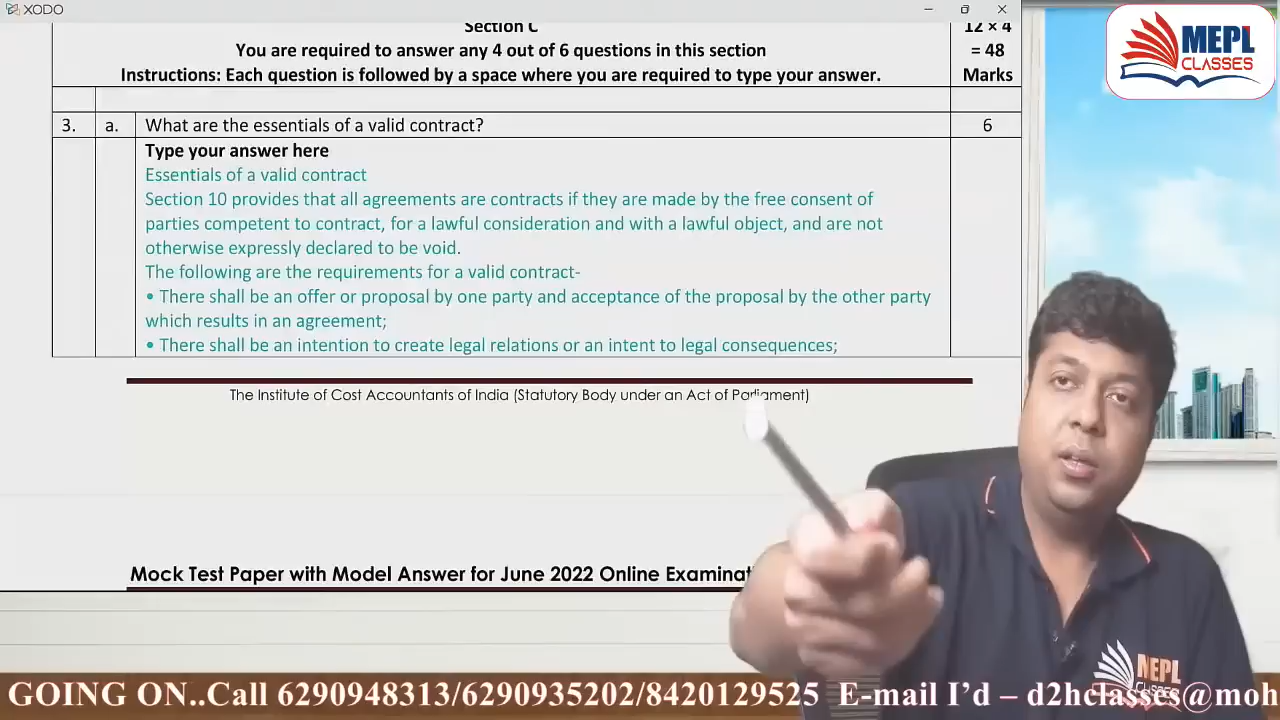 XODO
Section C
12 × 4
You are required to answer any 4 out of 6 questions in this section
= 48
Instructions: Each question is followed by a space where you are required to type your answer.
Marks
3. a. What are the essentials of a valid contract? 6
Type your answer here
Essentials of a valid contract
Section 10 provides that all agreements are contracts if they are made by the free consent of
parties competent to contract, for a lawful consideration and with a lawful object, and are not
otherwise expressly declared to be void.
The following are the requirements for a valid contract-
• There shall be an offer or proposal by one party and acceptance of the proposal by the other party
which results in an agreement;
• There shall be an intention to create legal relations or an intent to legal consequences;
The Institute of Cost Accountants of India (Statutory Body under an Act of Parliament)
Mock Test Paper with Model Answer for June 2022 Online
MEPL
CLASSES
MEPL
CLASSES
GOING ON..Call 6290948313/6290935202/8420129525 E-mail I’d – d2hclasses@moh